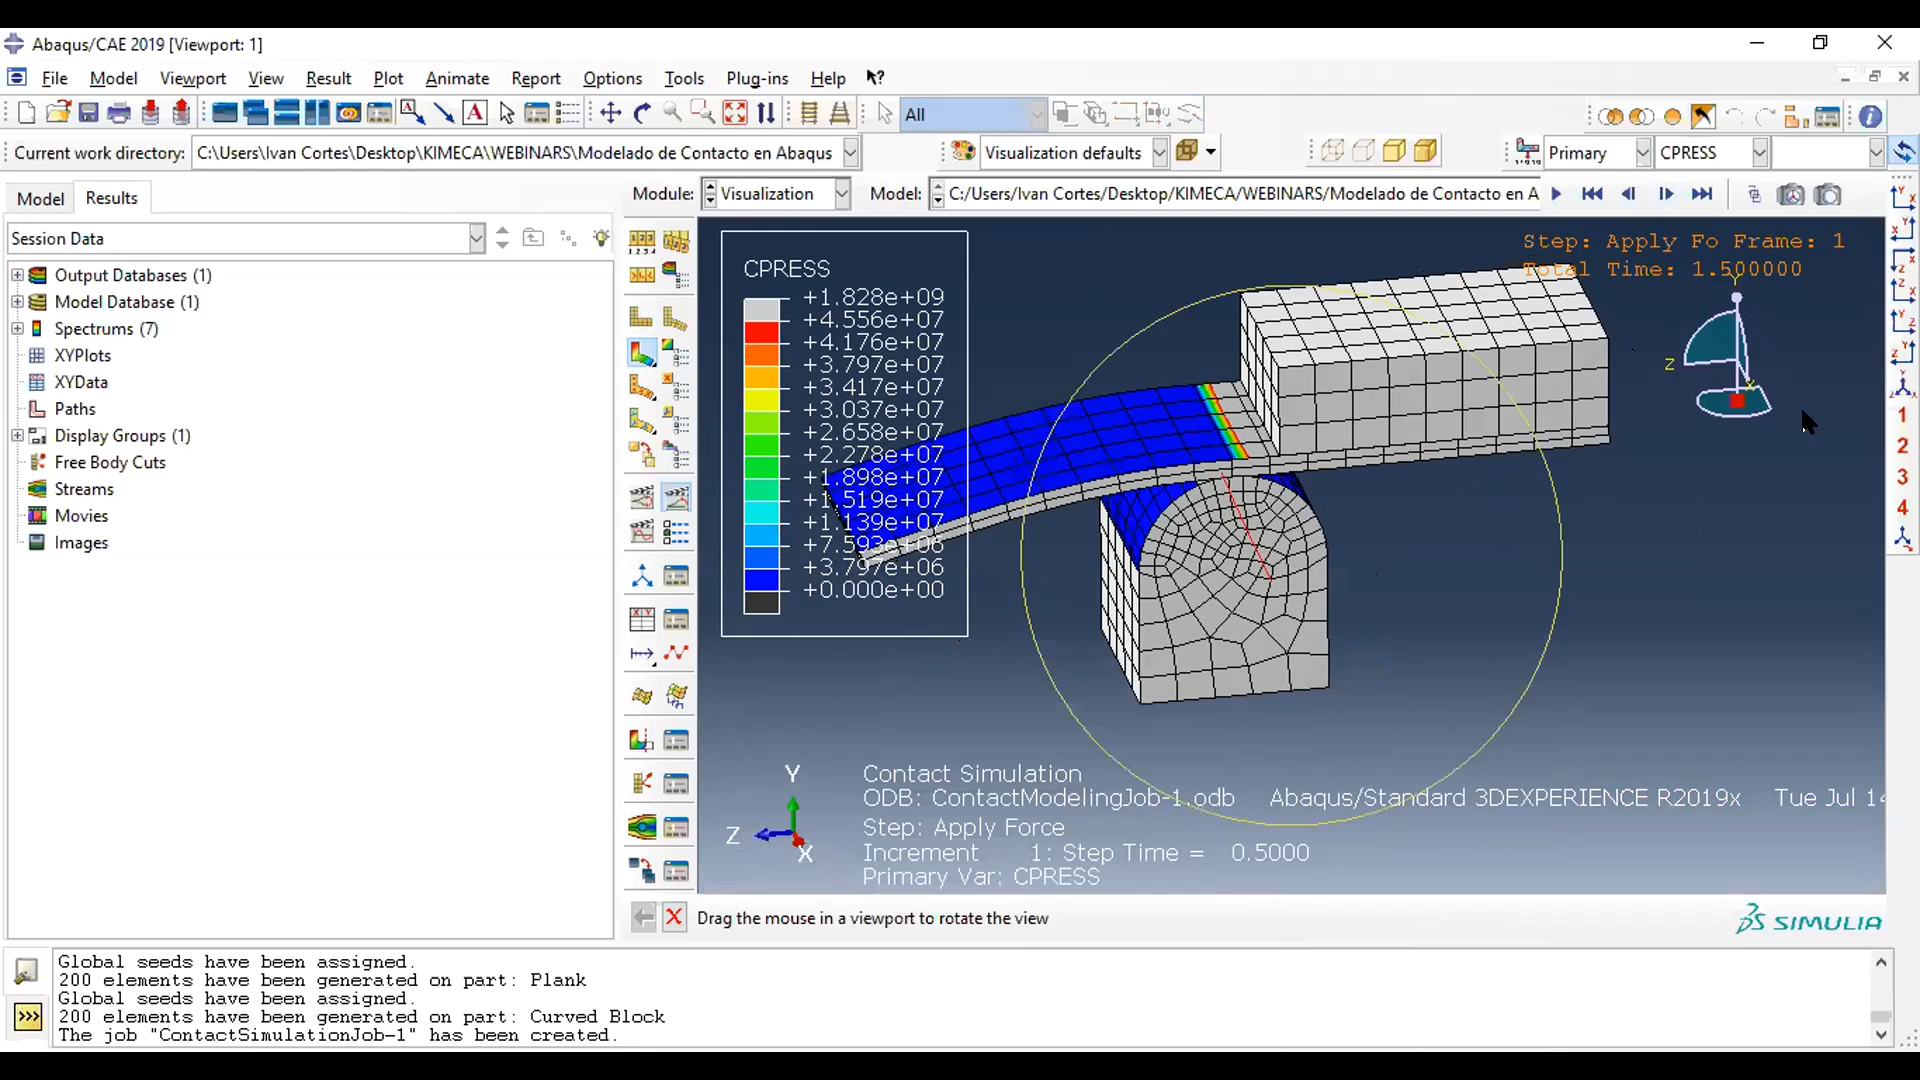 Abaqus/CAE 2019 [Viewport: 1]
File Model Viewport View Result Plot Animate Report Options Tools Plug-ins Help
All
Current work directory: C:\Users\Ivan Cortes\Desktop\KIMECA\WEBINARS\Modelado de Contacto en Abaqus
Visualization defaults
Primary
CPRESS
Model Results
Module: Visualization Model: C:/Users/Ivan Cortes/Desktop/KIMECA/WEBINARS/Modelado de Contacto en A
Session Data
Output Databases (1)
Model Database (1)
Spectrums (7)
XYPlots
XYData
Paths
Display Groups (1)
Free Body Cuts
Streams
Movies
Images
CPRESS
+1.828e+09
+4.556e+07
+4.176e+07
+3.797e+07
+3.417e+07
+3.037e+07
+2.658e+07
+2.278e+07
+1.898e+07
+1.519e+07
+1.139e+07
+7.593e+06
+3.797e+06
+0.000e+00
Step: Apply Fo Frame: 1
Total Time: 1.500000
Y
Z
X
Y
Z
X
Contact Simulation
ODB: ContactModelingJob-1.odb Abaqus/Standard 3DEXPERIENCE R2019x Tue Jul 14
Step: Apply Force
Increment 1: Step Time = 0.5000
Primary Var: CPRESS
1
2
3
4
Drag the mouse in a viewport to rotate the view
SIMULIA
Global seeds have been assigned.
200 elements have been generated on part: Plank
Global seeds have been assigned.
200 elements have been generated on part: Curved Block
The job "ContactSimulationJob-1" has been created.